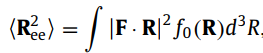 ⟨R²ₑₑ⟩ = ∫ |F · R|² f₀(R)d³R,